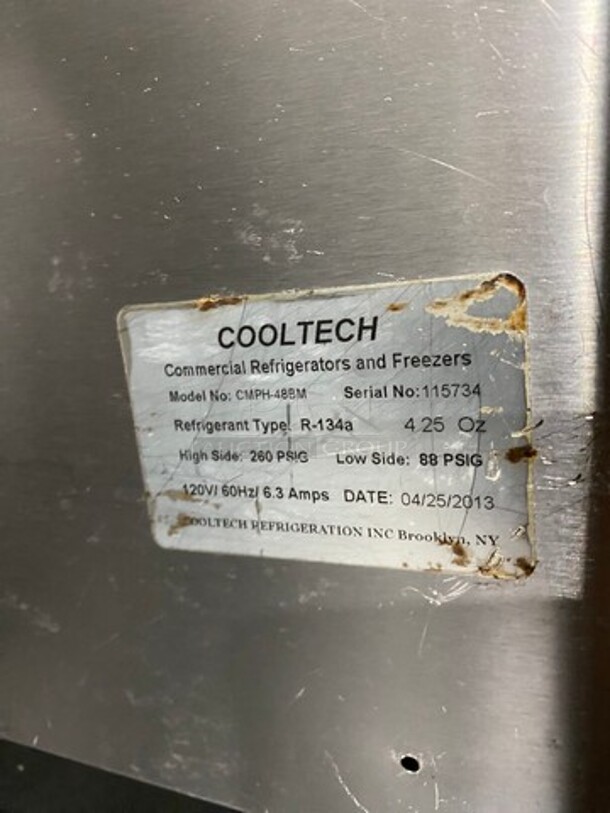 COOLTECH
Commercial Refrigerators and Freezers
Model No: CMPH-48BM Serial No:115734
Refrigerant Type: R-134a 4.25 Oz
GROUP
High Side: 260 PSIG Low Side: 88 PSIG
120V/ 60Hz/ 6.3 Amps DATE: 04/25/2013
COOLTECH REFRIGERATION INC Brooklyn, NY